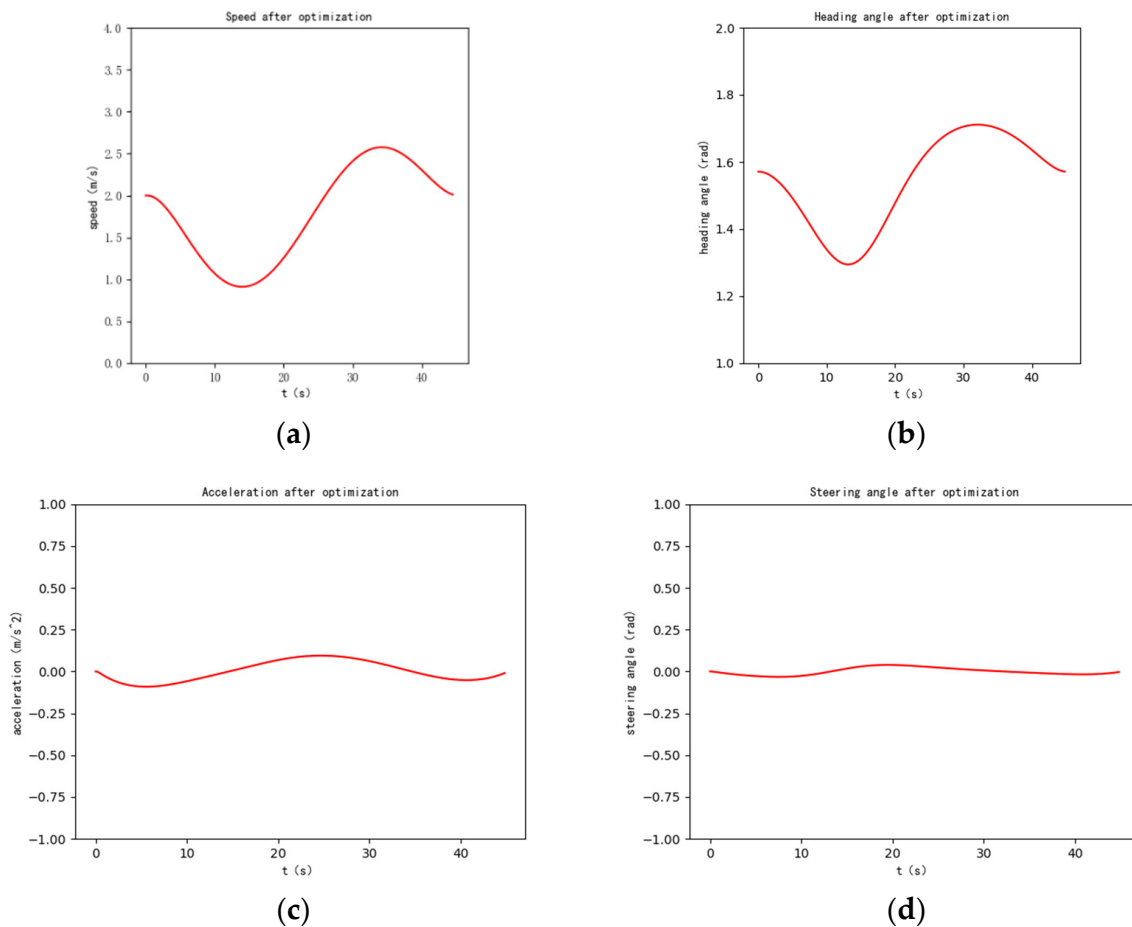 Speed after optimization
4.0
3.5
3.0
2.5
2.0
1.5
1.0
0.5
0.0
speed (m/s)
0 10 20 30 40
t (s)
(a)
Heading angle after optimization
2.0
1.8
1.6
1.4
1.2
1.0
heading angle (rad)
0 10 20 30 40
t (s)
(b)
Acceleration after optimization
1.00
0.75
0.50
0.25
0.00
−0.25
−0.50
−0.75
−1.00
acceleration (m/s^2)
0 10 20 30 40
t (s)
(c)
Steering angle after optimization
1.00
0.75
0.50
0.25
0.00
−0.25
−0.50
−0.75
−1.00
steering angle (rad)
0 10 20 30 40
t (s)
(d)